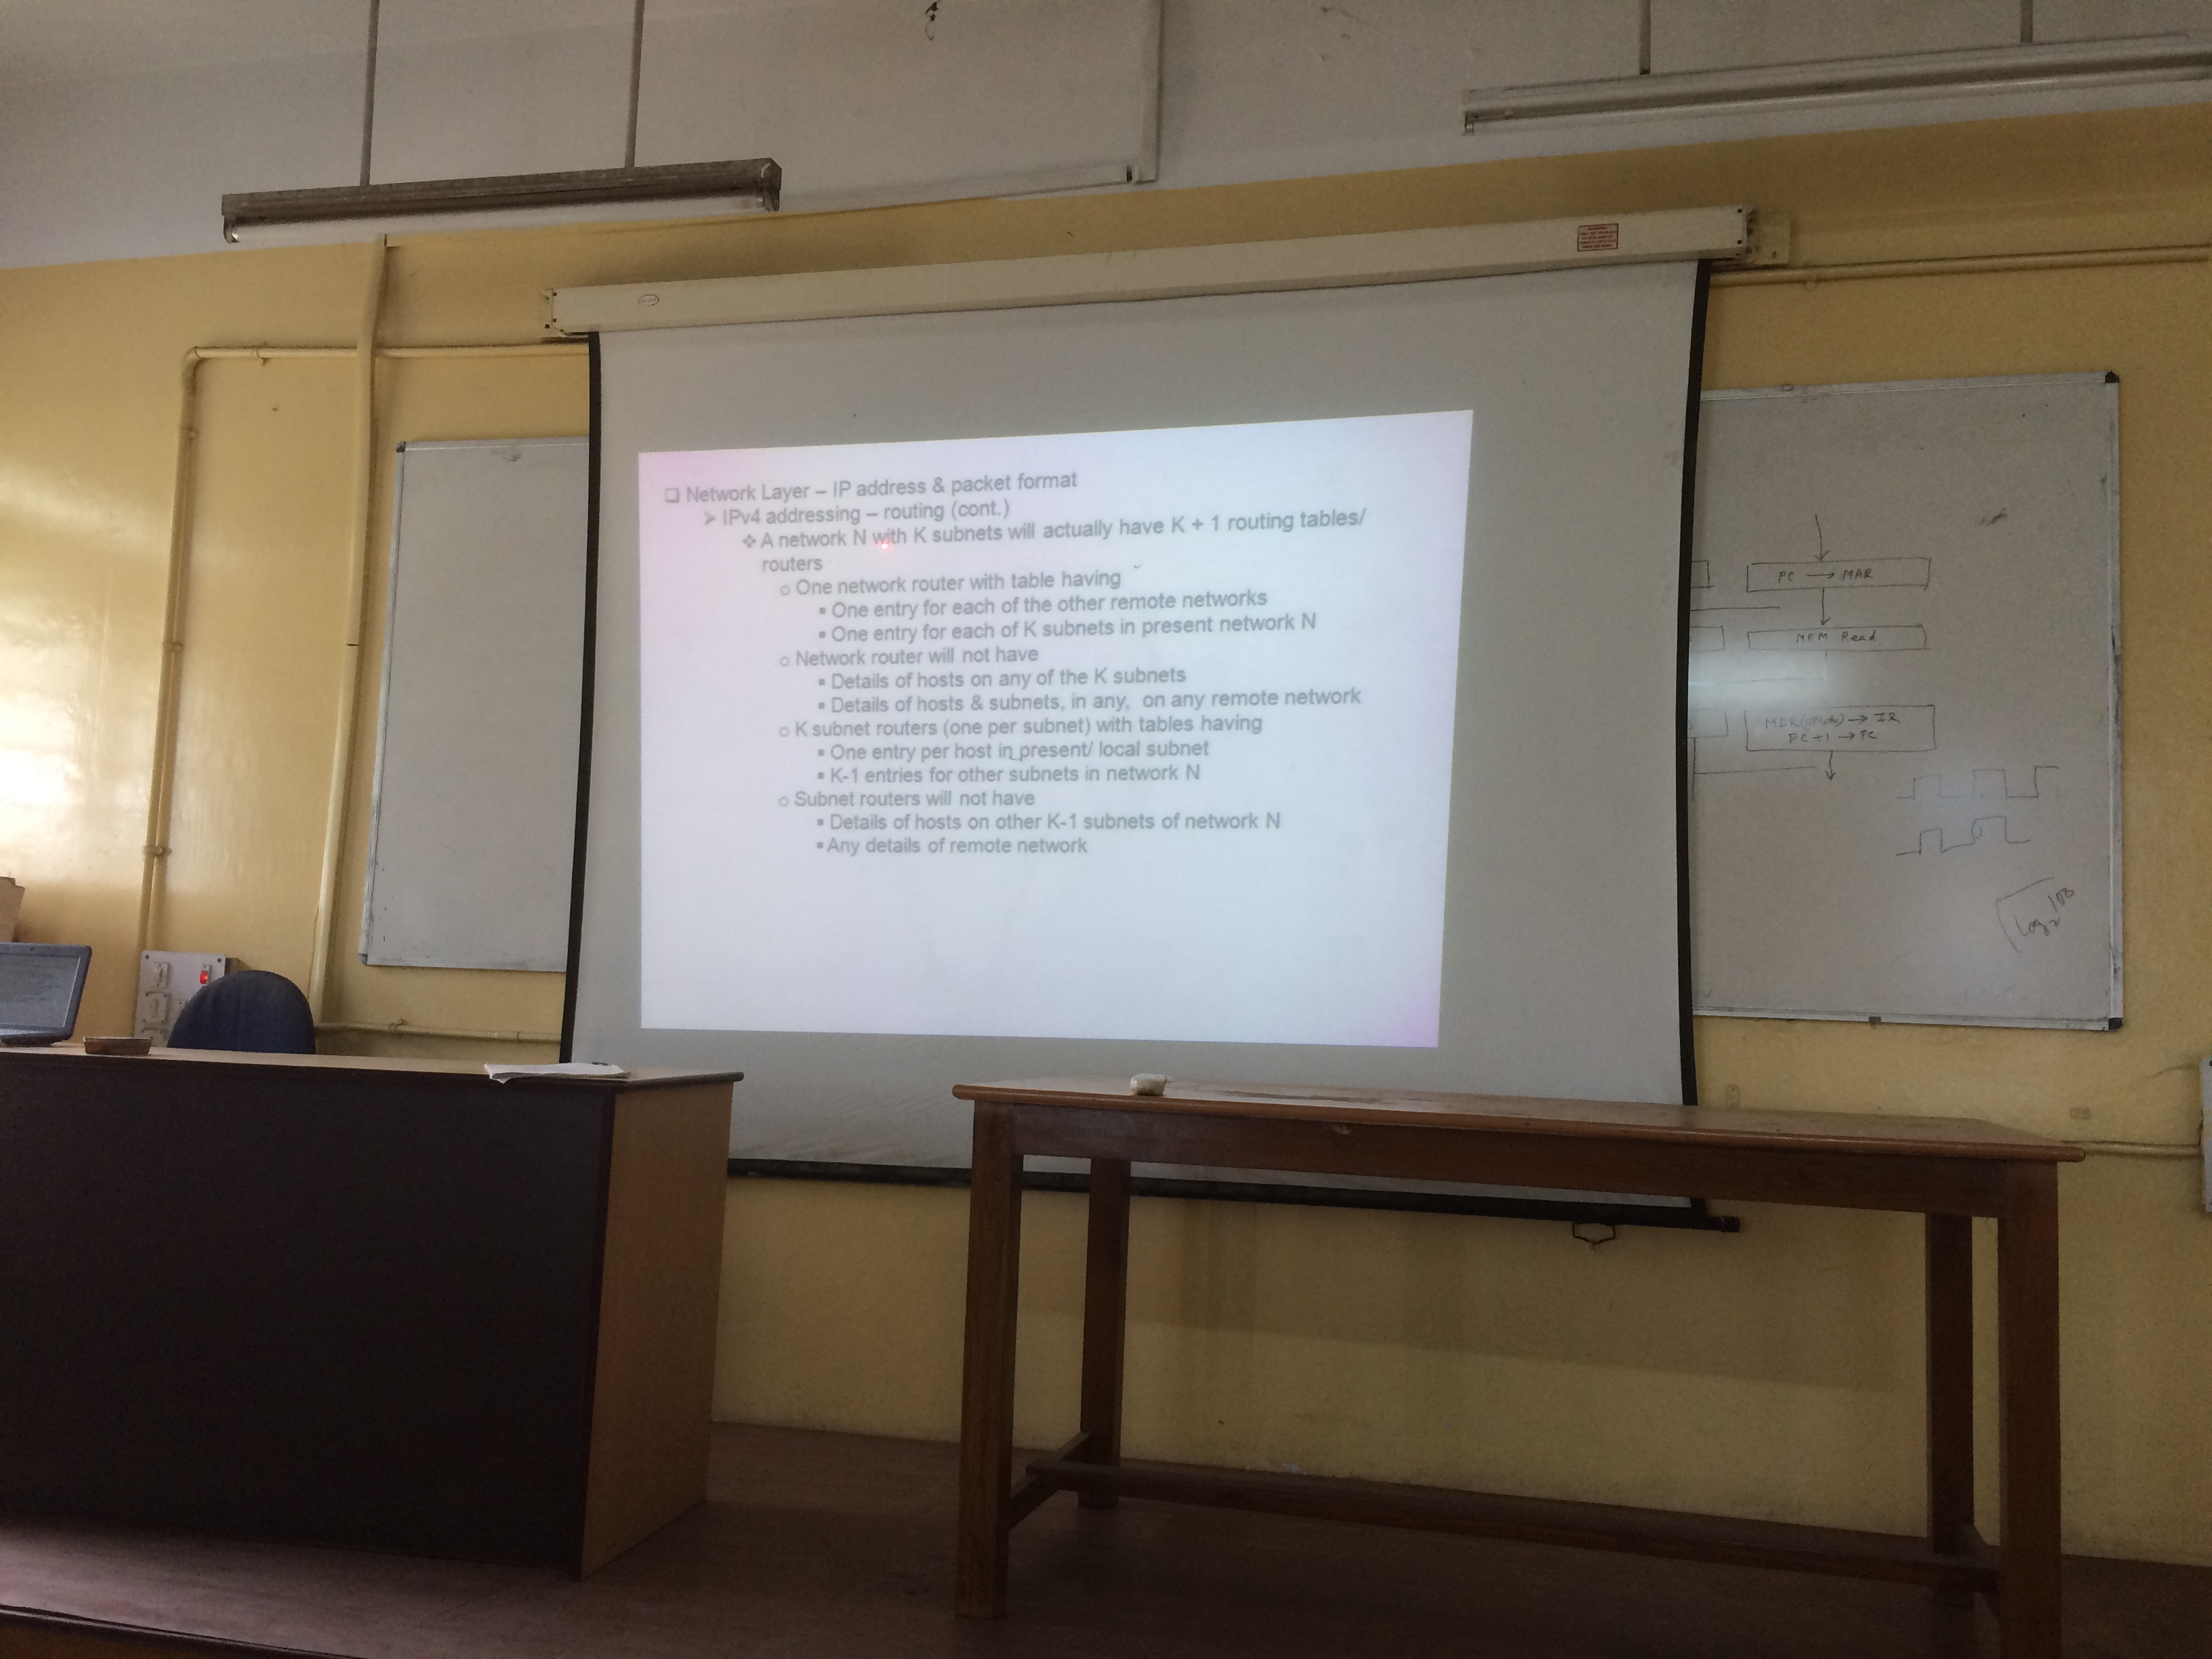 ❑ Network Layer – IP address & packet format
➢ IPv4 addressing – routing (cont.)
❖ A network N with K subnets will actually have K + 1 routing tables/
routers
o One network router with table having
▪ One entry for each of the other remote networks
▪ One entry for each of K subnets in present network N
o Network router will not have
▪ Details of hosts on any of the K subnets
▪ Details of hosts & subnets, in any, on any remote network
o K subnet routers (one per subnet) with tables having
▪ One entry per host in present/ local subnet
▪ K-1 entries for other subnets in network N
o Subnet routers will not have
▪ Details of hosts on other K-1 subnets of network N
▪ Any details of remote network
PC → MAR
MEM Read
→ IR
PC +1 → PC